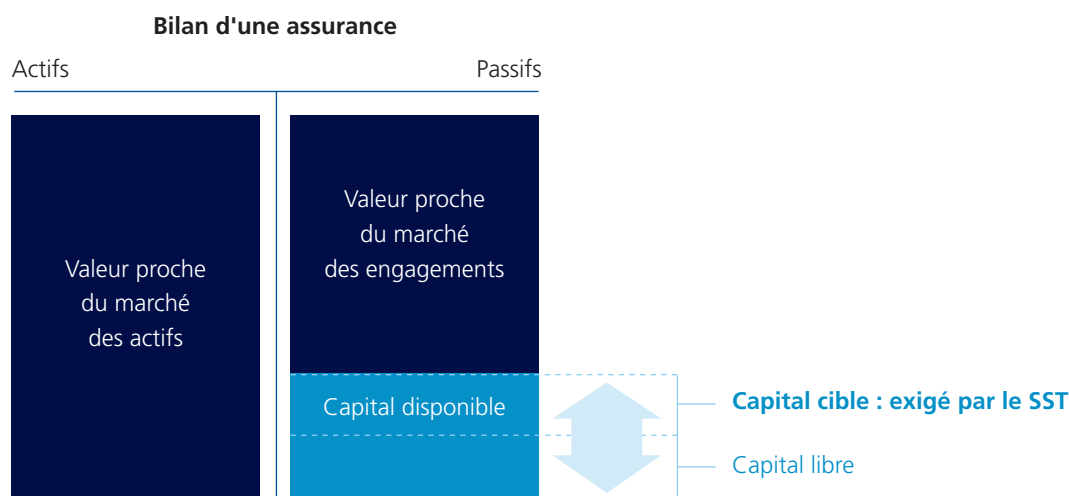 Bilan d'une assurance
Actifs
Passifs
Valeur proche
du marché
des actifs
Valeur proche
du marché
des engagements
Capital disponible
Capital cible : exigé par le SST
Capital libre